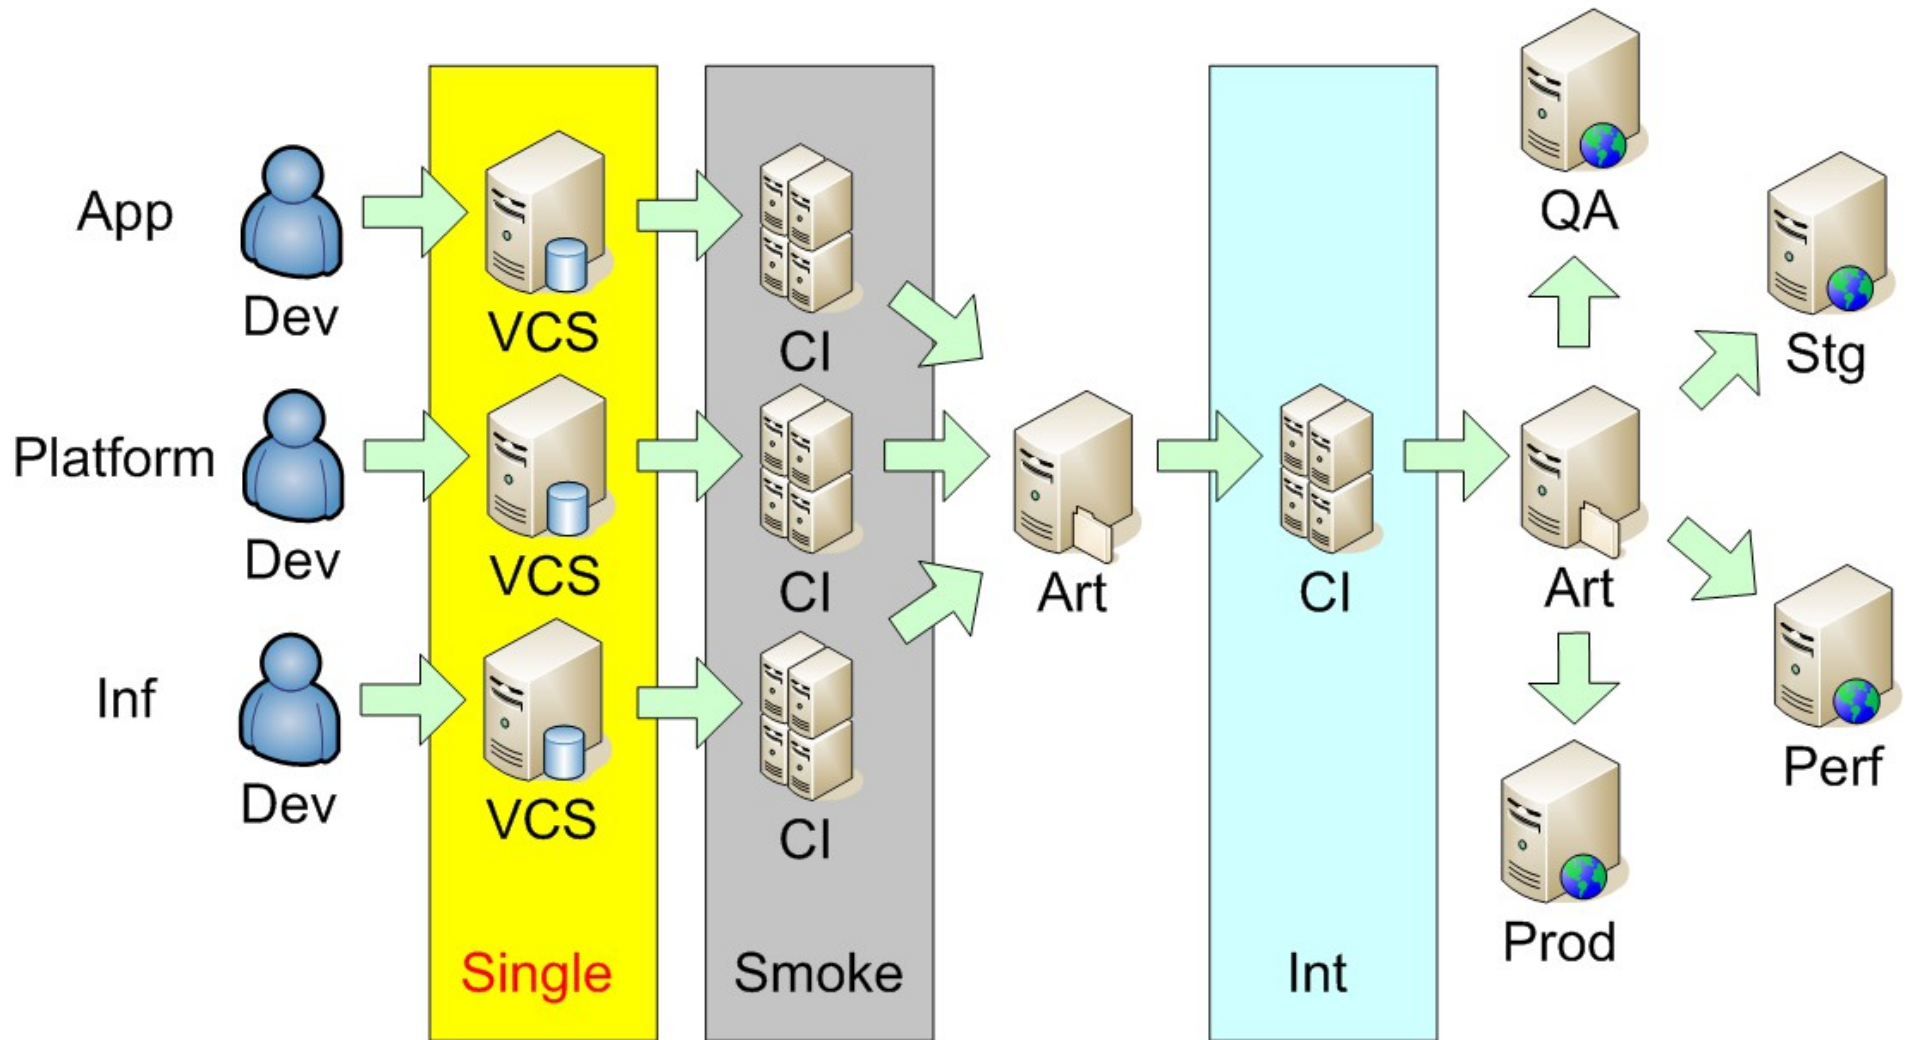 App
Dev
VCS
CI
Platform
Dev
VCS
CI
Inf
Dev
VCS
CI
Art
CI
Art
QA
Stg
Perf
Prod
Single
Smoke
Int